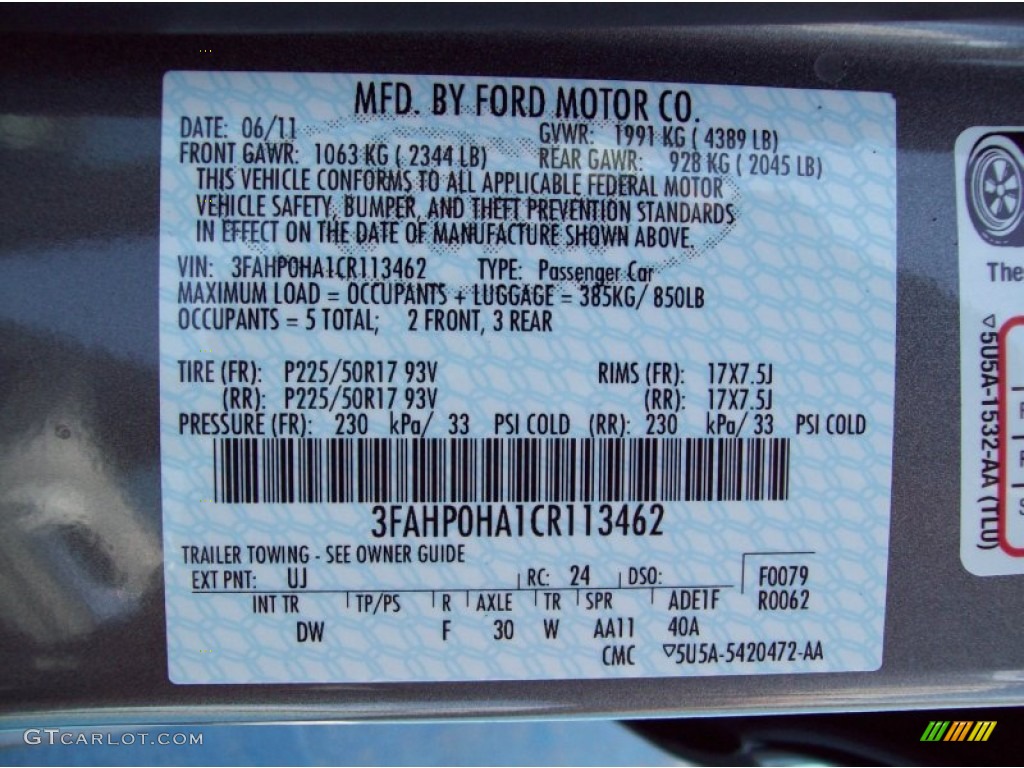 MFD. BY FORD MOTOR CO.
DATE: 06/11 GVWR: 1991 KG ( 4389 LB)
FRONT GAWR: 1063 KG ( 2344 LB) REAR GAWR: 928 KG ( 2045 LB)
THIS VEHICLE CONFORMS TO ALL APPLICABLE FEDERAL MOTOR
VEHICLE SAFETY, BUMPER, AND THEFT PREVENTION STANDARDS
IN EFFECT ON THE DATE OF MANUFACTURE SHOWN ABOVE.
VIN: 3FAHP0HA1CR113462 TYPE: Passenger Car
MAXIMUM LOAD = OCCUPANTS + LUGGAGE = 385KG/ 850LB
OCCUPANTS = 5 TOTAL; 2 FRONT, 3 REAR
TIRE (FR): P225/50R17 93V RIMS (FR): 17X7.5J
(RR): P225/50R17 93V (RR): 17X7.5J
PRESSURE (FR): 230 kPa/ 33 PSI COLD (RR): 230 kPa/ 33 PSI COLD
3FAHP0HA1CR113462
TRAILER TOWING - SEE OWNER GUIDE
EXT PNT: UJ RC: 24 DSO: F0079
INT TR TP/PS R AXLE TR SPR ADE1F R0062
DW F 30 W AA11 40A
CMC ▽5U5A-5420472-AA
The
▽5U5A-1532-AA (TLU)
GTCARLOT.COM